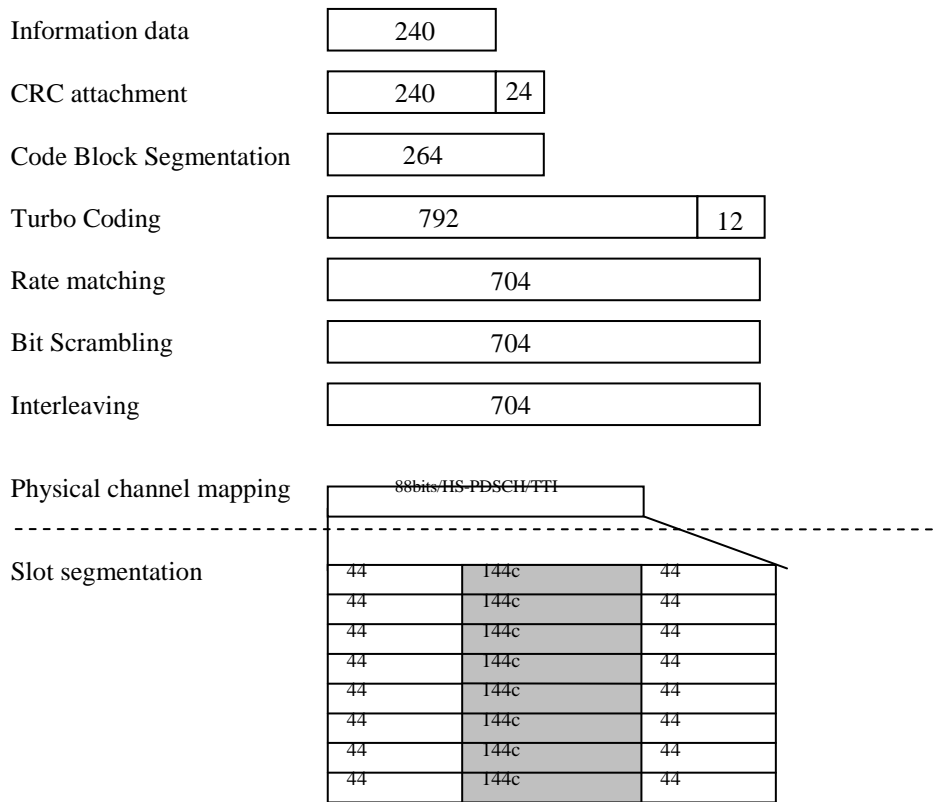 Information data 240
CRC attachment 240 24
Code Block Segmentation 264
Turbo Coding 792 12
Rate matching 704
Bit Scrambling 704
Interleaving 704
Physical channel mapping 88bits/HS-PDSCH/TTI
Slot segmentation 44 144c 44
44 144c 44
44 144c 44
44 144c 44
44 144c 44
44 144c 44
44 144c 44
44 144c 44